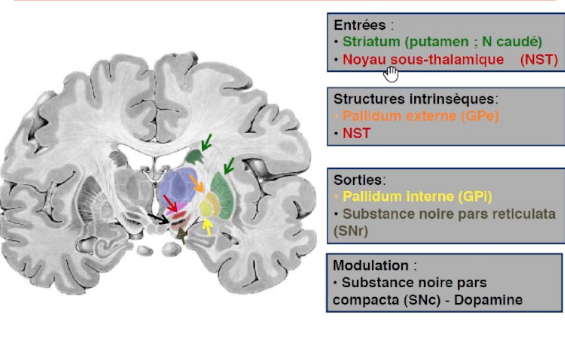 Entrées :
• Striatum (putamen ; N caudé)
• Noyau sous-thalamique (NST)
Structures intrinsèques:
• Pallidum externe (GPe)
• NST
Sorties:
• Pallidum interne (GPi)
• Substance noire pars reticulata
(SNr)
Modulation :
• Substance noire pars
compacta (SNc) - Dopamine